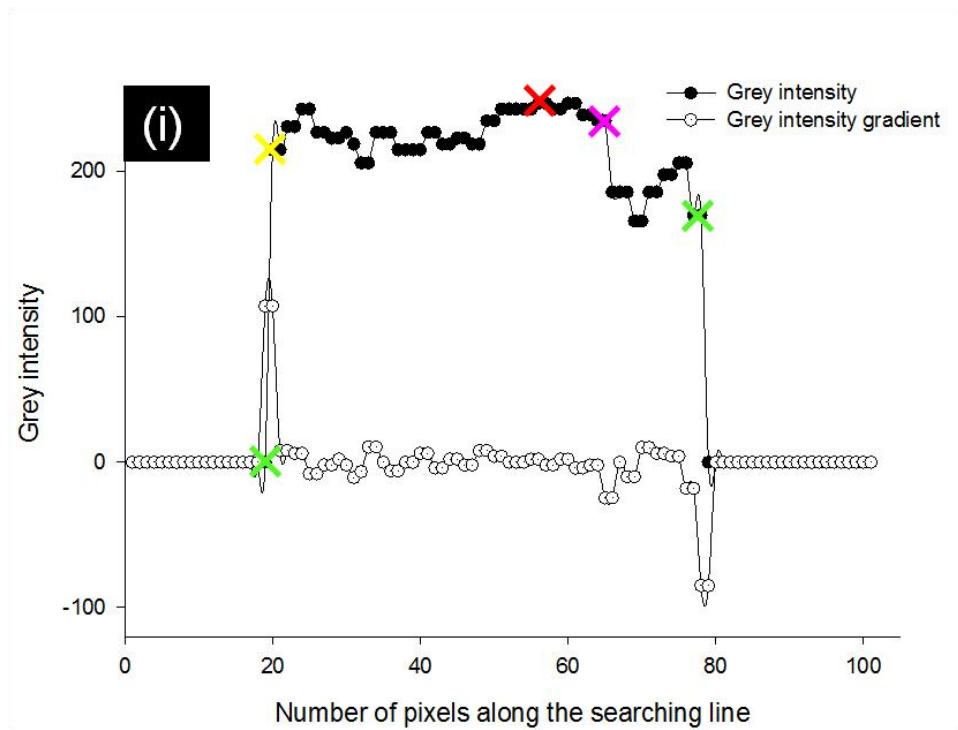 (i)
Grey intensity
Grey intensity gradient
Grey intensity
200
100
0
-100
0 20 40 60 80 100
Number of pixels along the searching line